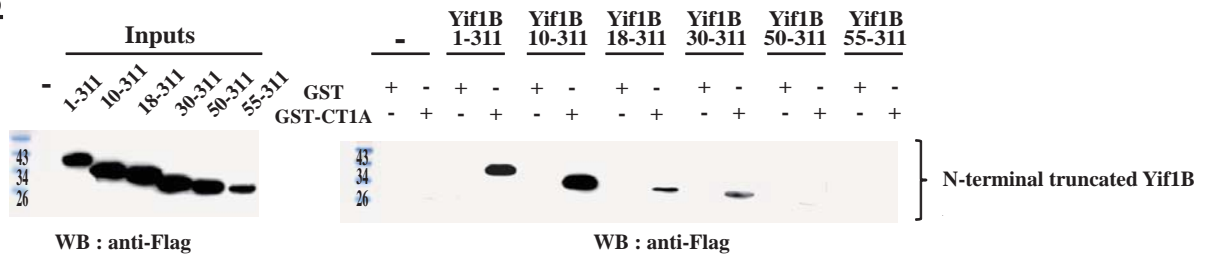 Inputs
- 1-311 10-311 18-311 30-311 50-311 55-311
43
34
26
WB : anti-Flag
- Yif1B 1-311 Yif1B 10-311 Yif1B 18-311 Yif1B 30-311 Yif1B 50-311 Yif1B 55-311
GST + - + - + - + - + - + - + -
GST-CT1A - + - + - + - + - + - + - +
43
34
26
N-terminal truncated Yif1B
WB : anti-Flag